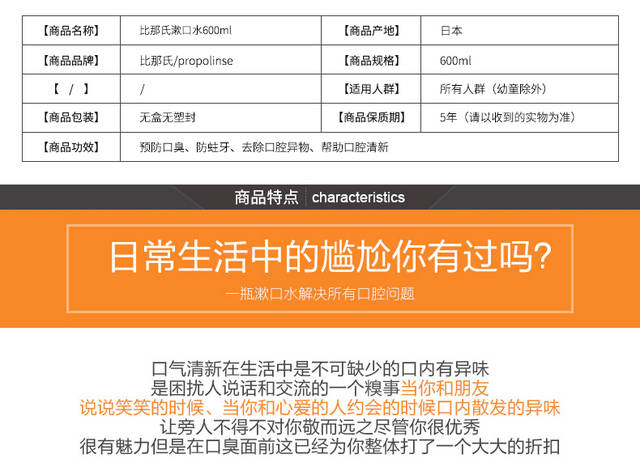 【商品名称】 比那氏漱口水600ml 【商品产地】 日本
【商品品牌】 比那氏/propolinse 【商品规格】 600ml
【 / 】 / 【适用人群】 所有人群（幼童除外）
【商品包装】 无盒无塑封 【商品保质期】 5年（请以收到的实物为准）
【商品功效】 预防口臭、防蛀牙、去除口腔异物、帮助口腔清新
商品特点 characteristics
日常生活中的尴尬你有过吗？
一瓶漱口水解决所有口腔问题
口气清新在生活中是不可缺少的口内有异味
是困扰人说话和交流的一个糗事当你和朋友
说说笑笑的时候、当你和心爱的人约会的时候口内散发的异味
让旁人不得不对你敬而远之尽管你很优秀
很有魅力但是在口臭面前这已经为你整体打了一个大大的折扣